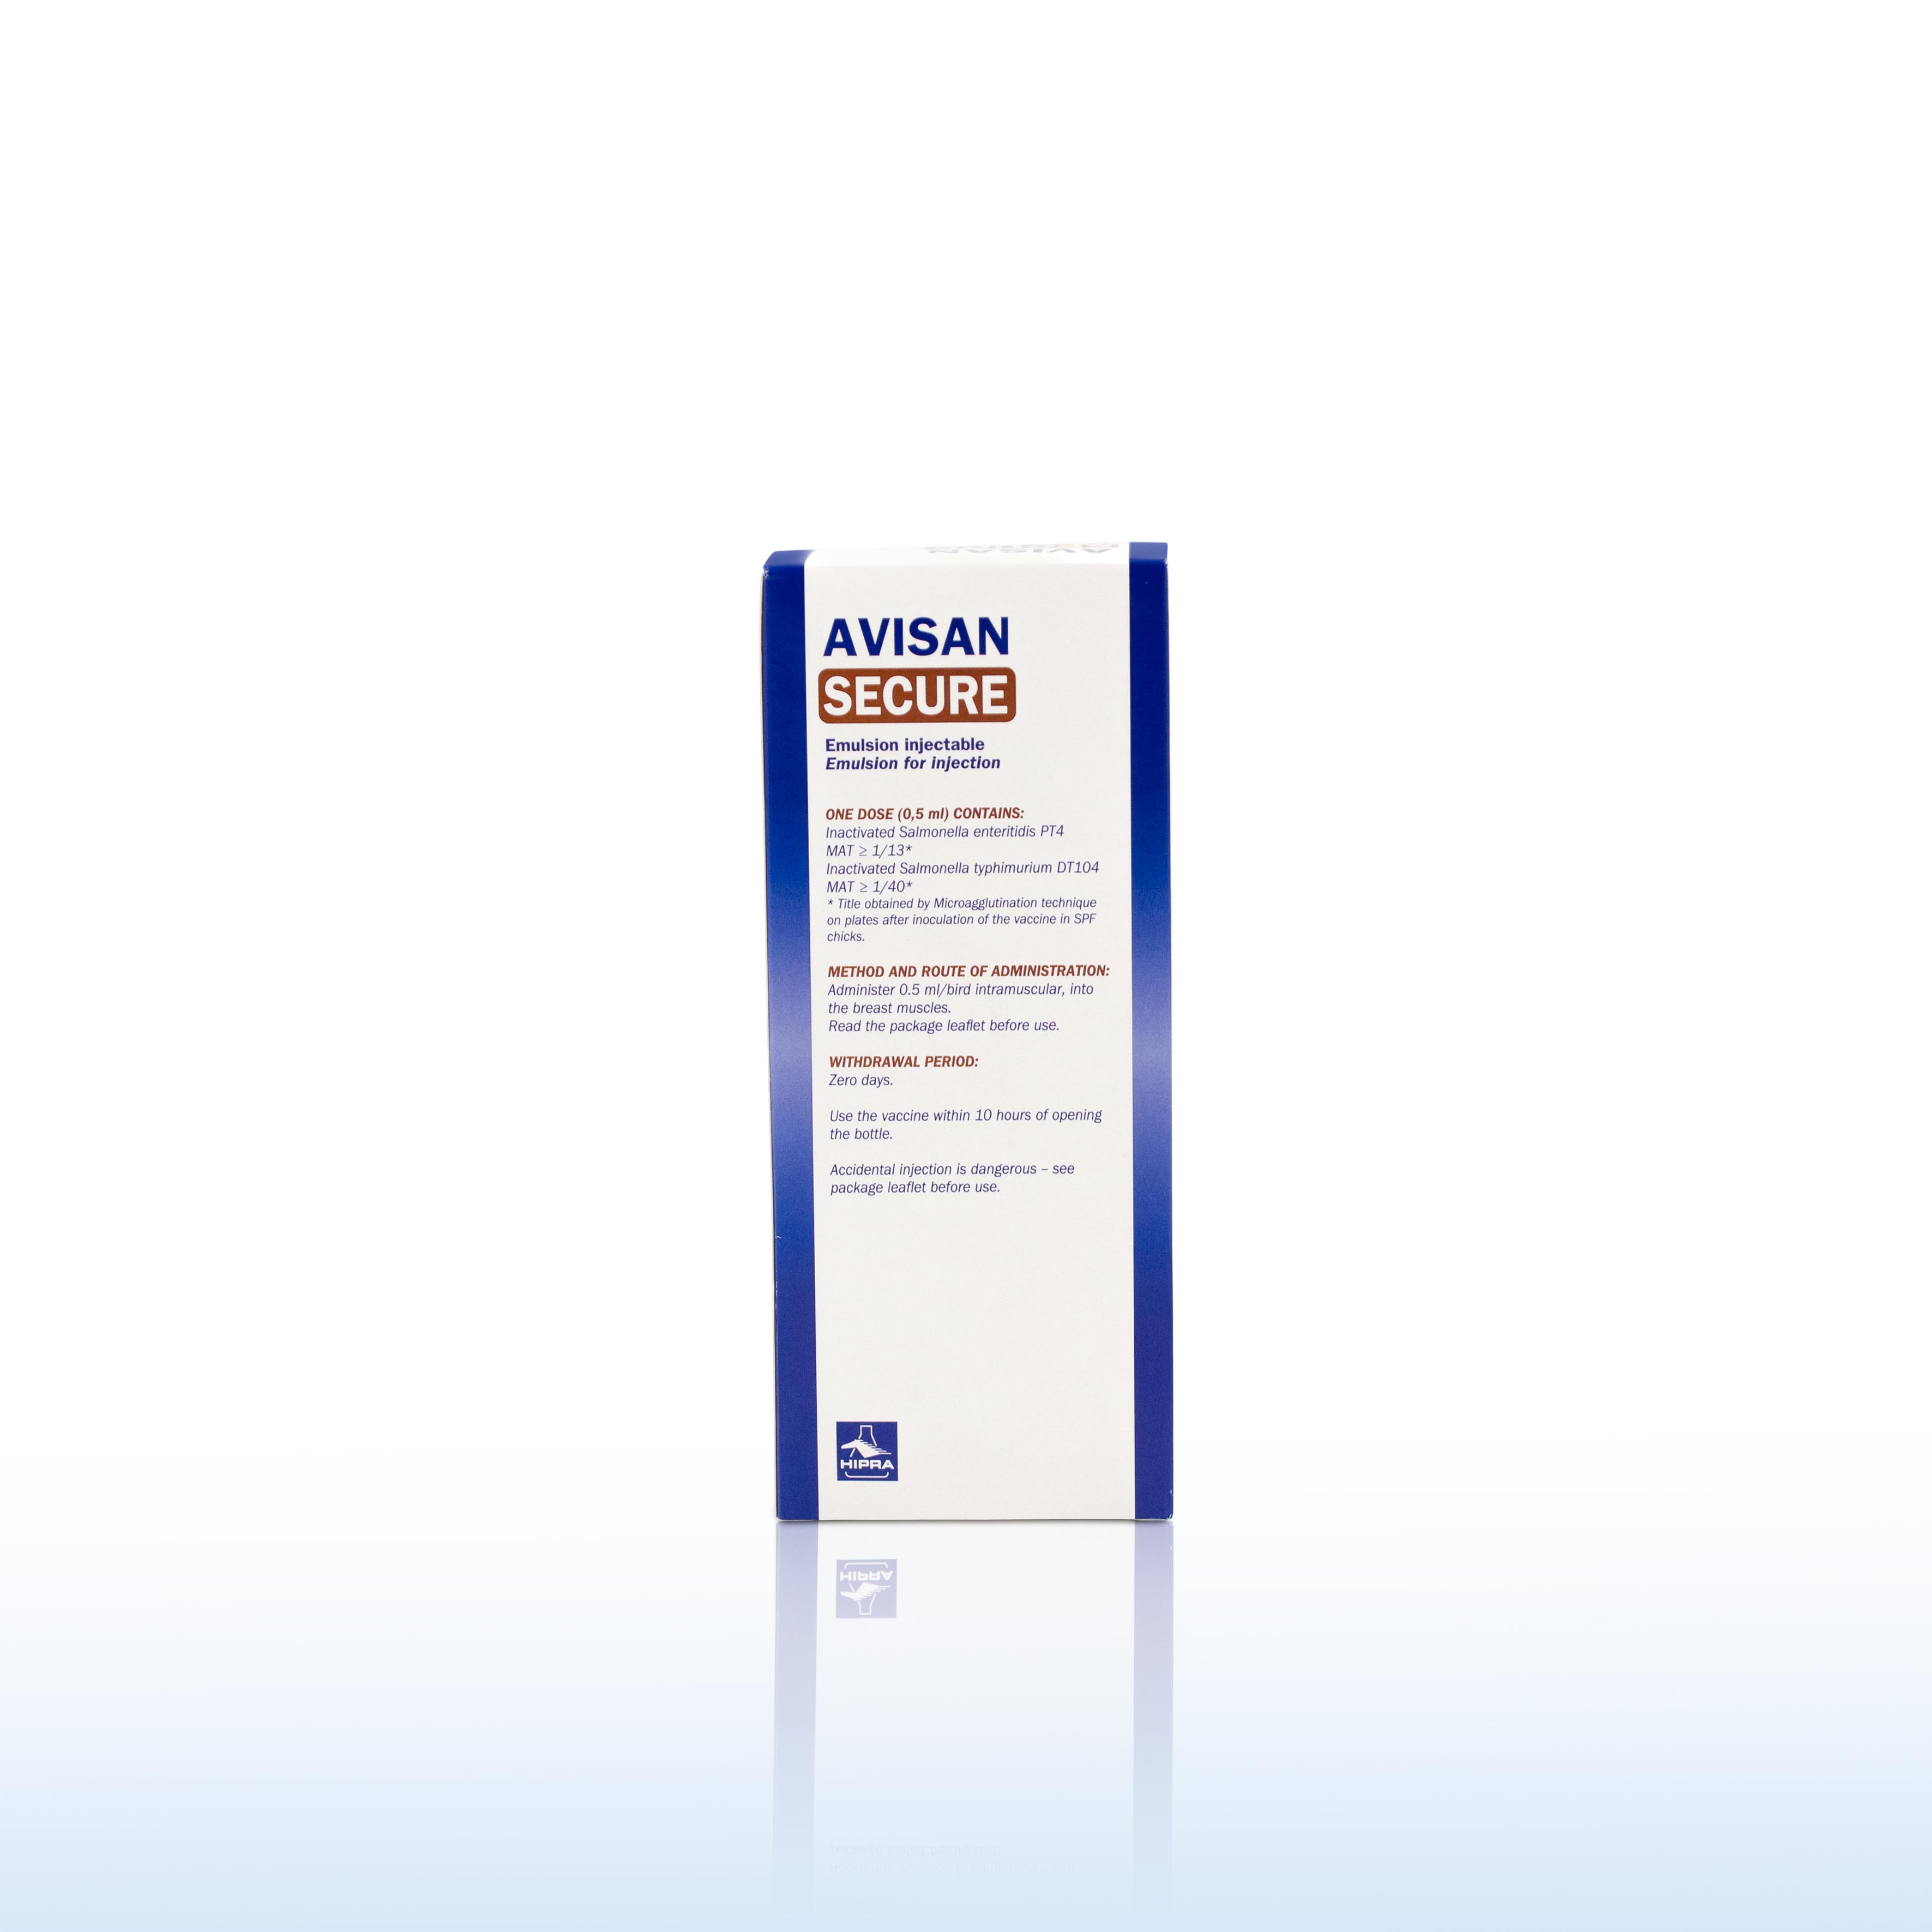 AVISAN
SECURE
Emulsion injectable
Emulsion for injection
ONE DOSE (0,5 ml) CONTAINS:
Inactivated Salmonella enteritidis PT4
MAT ≥ 1/13*
Inactivated Salmonella typhimurium DT104
MAT ≥ 1/40*
* Title obtained by Microagglutination technique
on plates after inoculation of the vaccine in SPF
chicks.
METHOD AND ROUTE OF ADMINISTRATION:
Administer 0.5 ml/bird intramuscular, into
the breast muscles.
Read the package leaflet before use.
WITHDRAWAL PERIOD:
Zero days.
Use the vaccine within 10 hours of opening
the bottle.
Accidental injection is dangerous – see
package leaflet before use.
HIPRA